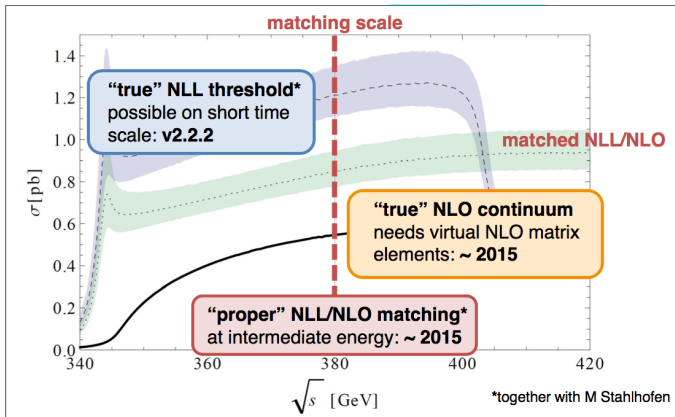 matching scale
1.4
1.2
1.0
0.8
0.6
0.4
0.2
0.0
σ [pb]
“true” NLL threshold*
possible on short time
scale: v2.2.2
matched NLL/NLO
“true” NLO continuum
needs virtual NLO matrix
elements: ~ 2015
“proper” NLL/NLO matching*
at intermediate energy: ~ 2015
340 360 380 400 420
√s [GeV]
*together with M Stahlhofen